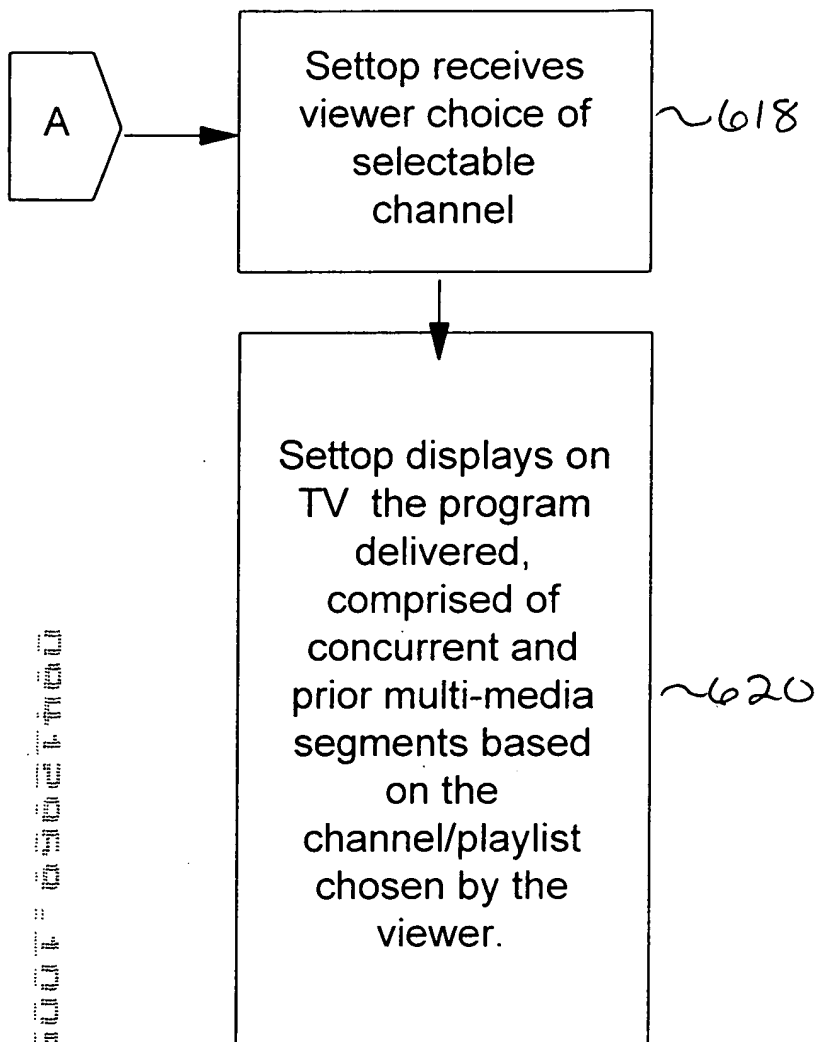 A
Settop receives
viewer choice of
selectable
channel
~618
Settop displays on
TV the program
delivered,
comprised of
concurrent and
prior multi-media
segments based
on the
channel/playlist
chosen by the
viewer.
~620